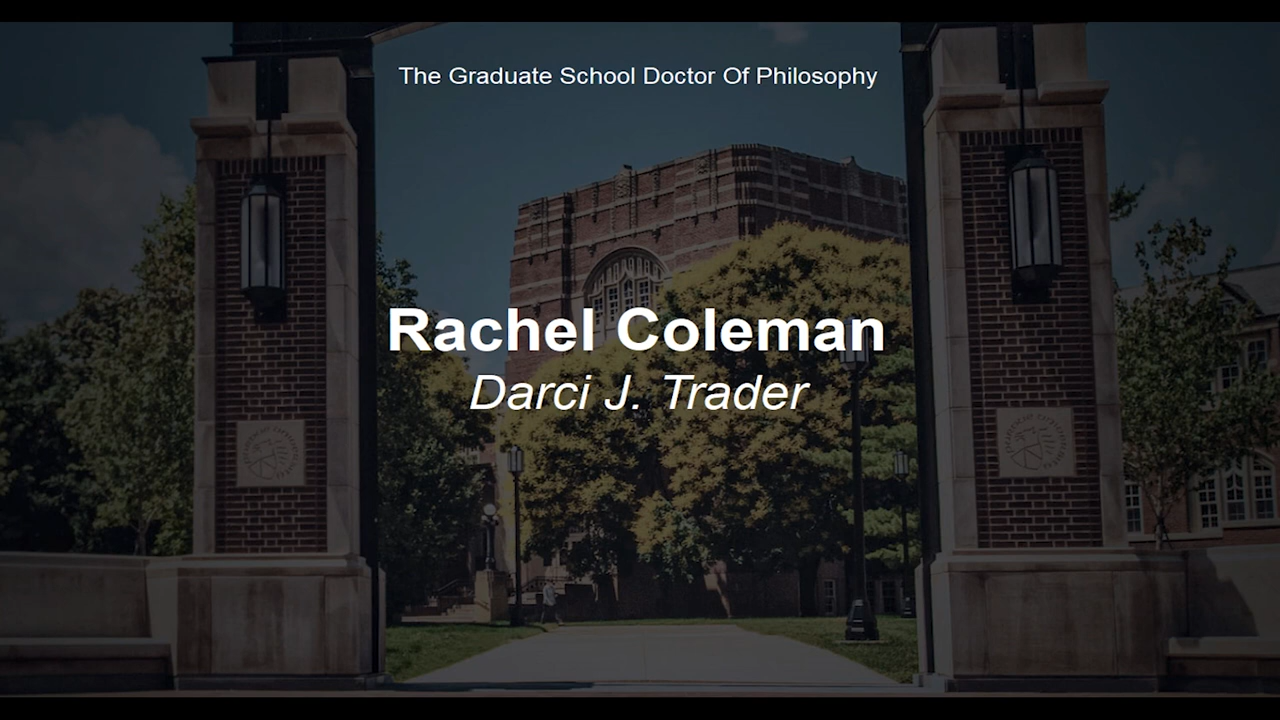 The Graduate School Doctor Of Philosophy
Rachel Coleman
Darci J. Trader